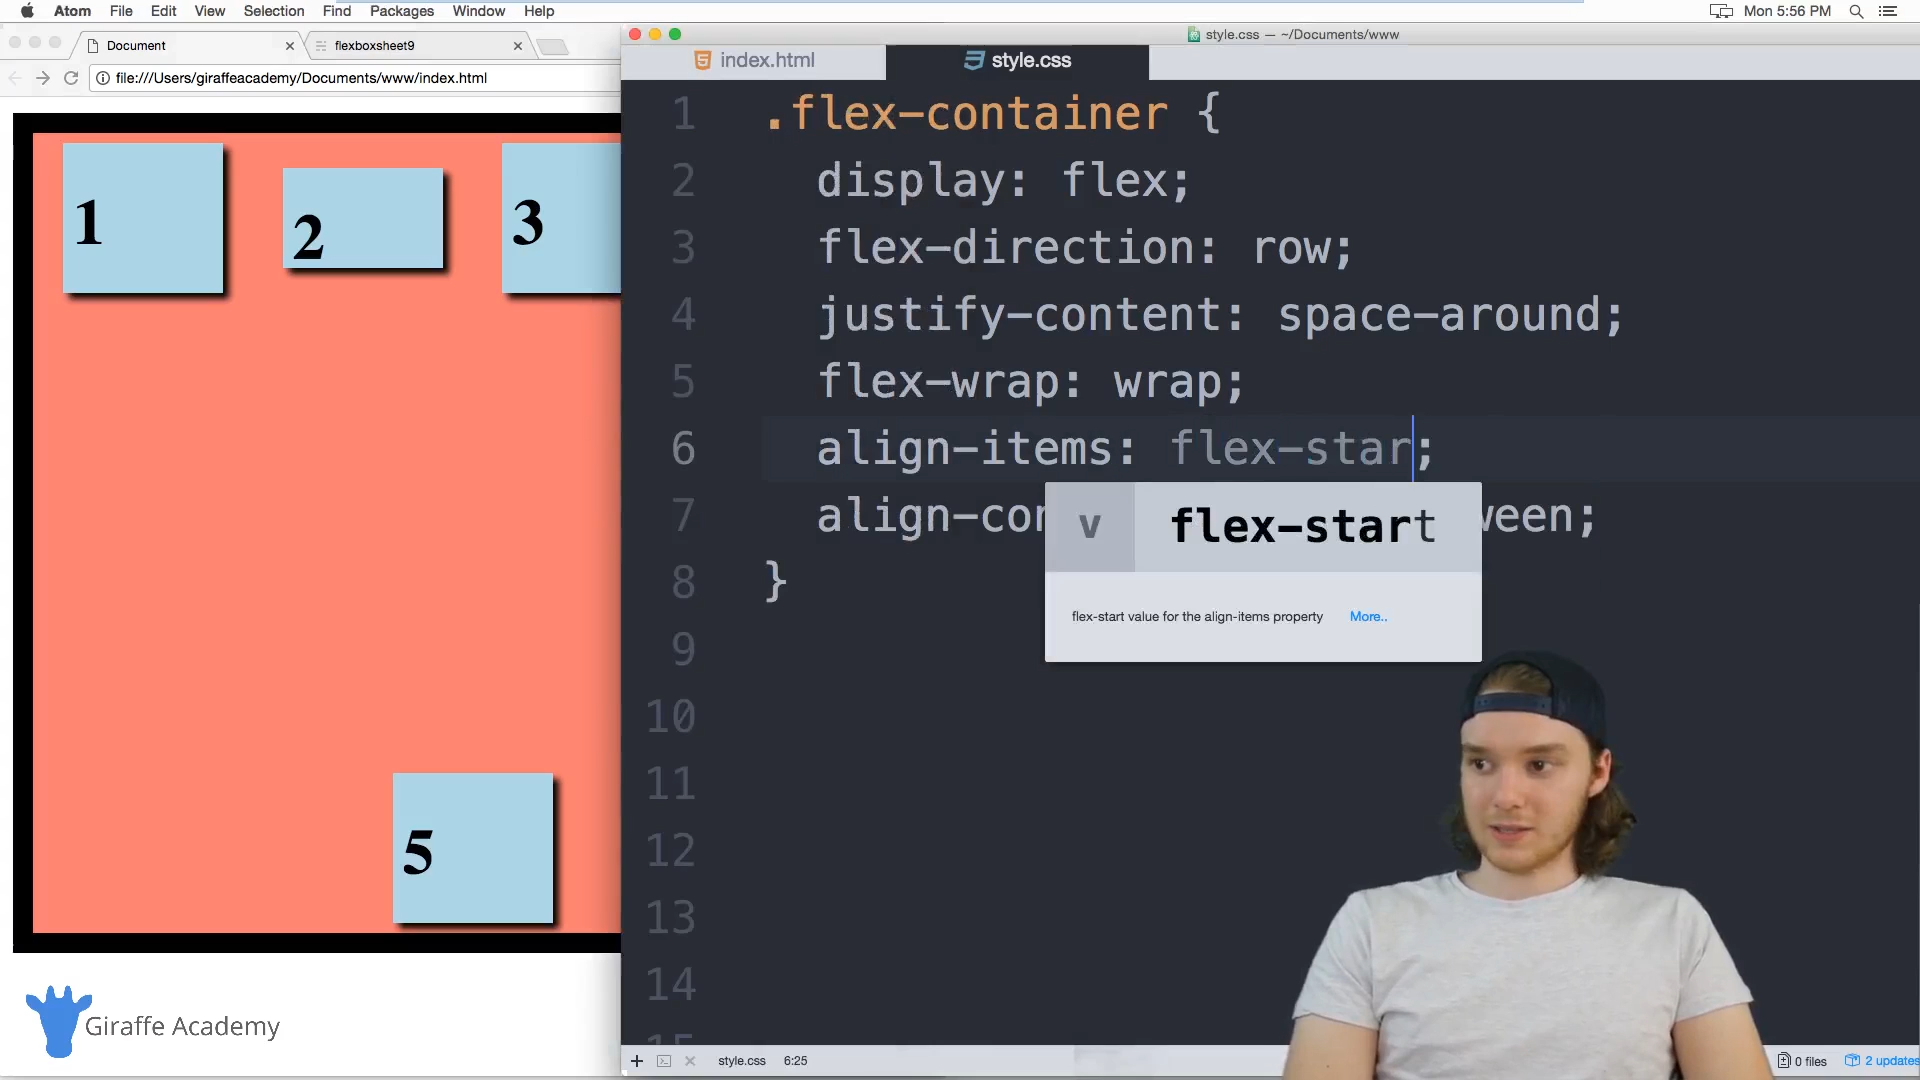 Atom File Edit View Selection Find Packages Window Help
Mon 5:56 PM
Document
flexboxsheet9
file:///Users/giraffeacademy/Documents/www/index.html
style.css — ~/Documents/www
index.html
style.css
1
2
3
5
1 .flex-container {
2 display: flex;
3 flex-direction: row;
4 justify-content: space-around;
5 flex-wrap: wrap;
6 align-items: flex-star;
7 align-con
ween;
8 }
9
10
11
12
13
14
15
v flex-start
flex-start value for the align-items property More..
Giraffe Academy
style.css 6:25
0 files 2 updates